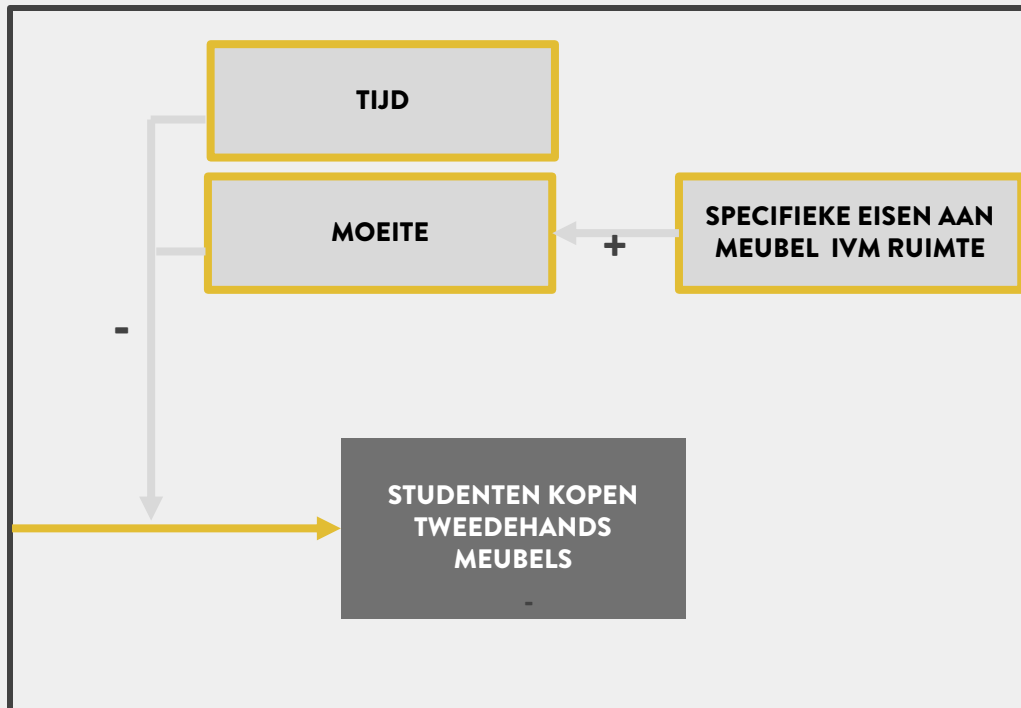 TIJD
MOEITE
SPECIFIEKE EISEN AAN
MEUBEL IVM RUIMTE
+
-
STUDENTEN KOPEN
TWEEDEHANDS
MEUBELS
-